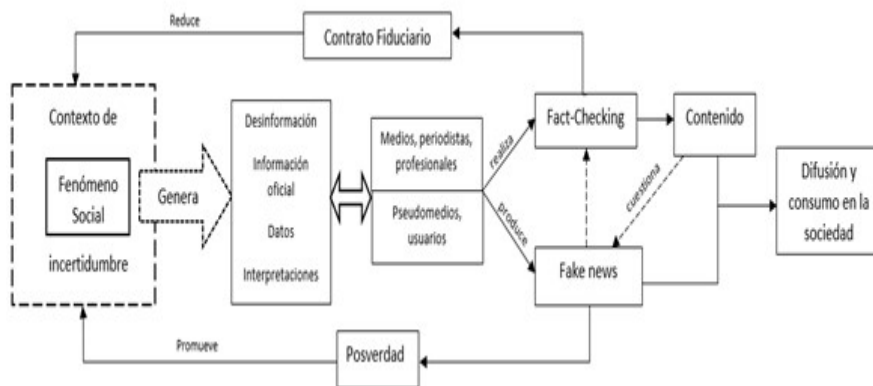 Reduce
Contrato Fiduciario
Contexto de
Fenómeno
Social
incertidumbre
Genera
Desinformación
Información
oficial
Datos
Interpretaciones
Medios, periodistas,
profesionales
Pseudomedios,
usuarios
realiza
produce
Fact-Checking
Contenido
cuestiona
Fake news
Difusión y
consumo en la
sociedad
Promueve
Posverdad